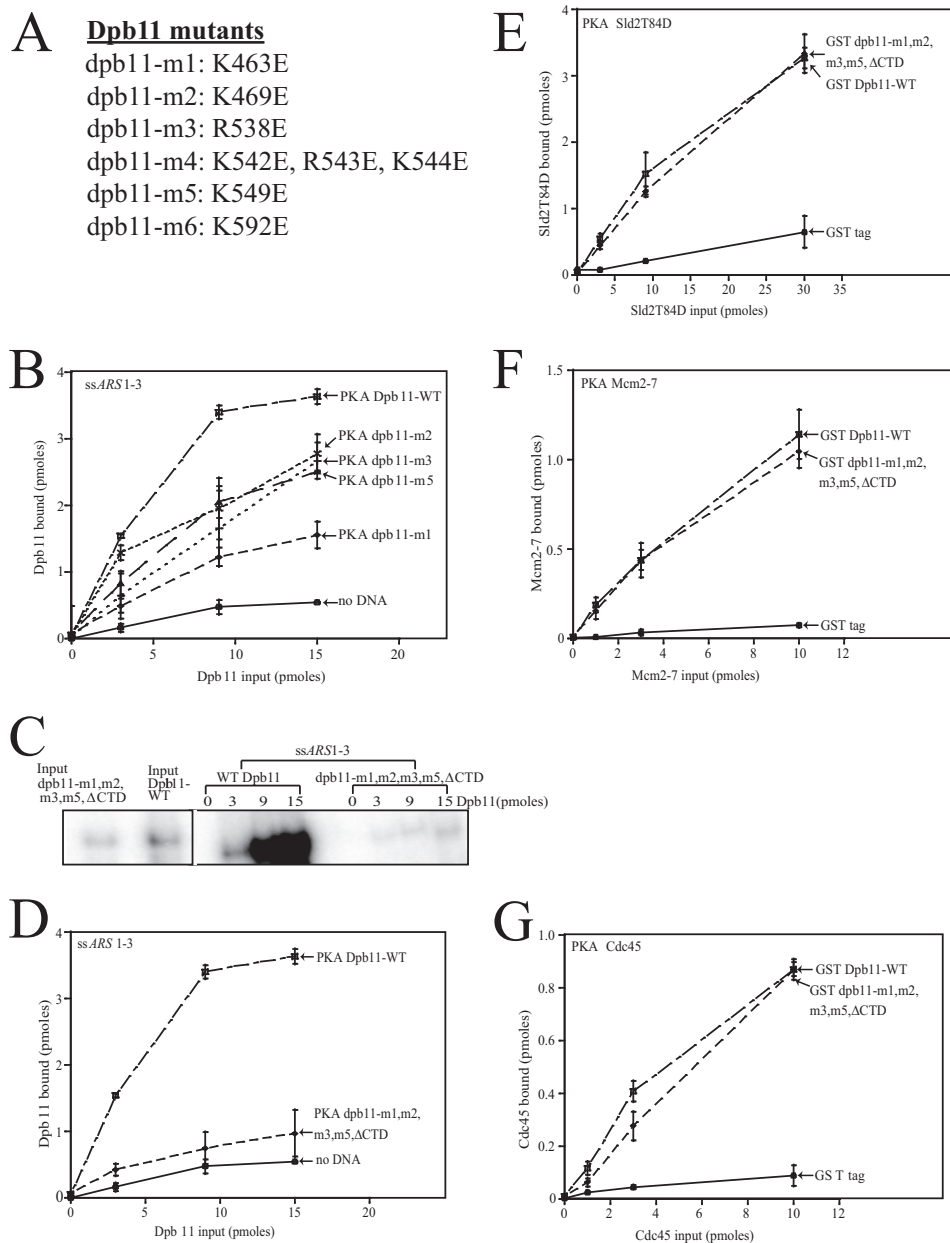 A
Dpb11 mutants
dpb11-m1: K463E
dpb11-m2: K469E
dpb11-m3: R538E
dpb11-m4: K542E, R543E, K544E
dpb11-m5: K549E
dpb11-m6: K592E
B
ssARS1-3
Dpb11 bound (pmoles)
4
3
2
1
0
PKA Dpb11-WT
PKA dpb11-m2
PKA dpb11-m3
PKA dpb11-m5
PKA dpb11-m1
no DNA
0 5 10 15 20
Dpb11 input (pmoles)
C
ssARS1-3
Input
dpb11-m1,m2,
m3,m5,ΔCTD
Input
Dpb11-
WT
WT Dpb11
dpb11-m1,m2,m3,m5,ΔCTD
0 3 9 15 0 3 9 15 Dpb11(pmoles)
D
ssARS 1-3
Dpb11 bound (pmoles)
4
3
2
1
0
PKA Dpb11-WT
PKA dpb11-m1,m2,
m3,m5,ΔCTD
no DNA
0 5 10 15 20
Dpb 11 input (pmoles)
E
PKA Sld2T84D
Sld2T84D bound (pmoles)
4
3
2
1
0
GST dpb11-m1,m2,
m3,m5,ΔCTD
GST Dpb11-WT
GST tag
0 5 10 15 20 25 30 35
Sld2T84D input (pmoles)
F
PKA Mcm2-7
Mcm2-7 bound (pmoles)
1.5
1.0
0.5
0
GST Dpb11-WT
GST dpb11-m1,m2,
m3,m5,ΔCTD
GST tag
0 2 4 6 8 10 12
Mcm2-7 input (pmoles)
G
PKA Cdc45
Cdc45 bound (pmoles)
1.0
0.8
0.6
0.4
0.2
0
GST Dpb11-WT
GST dpb11-m1,m2,
m3,m5,ΔCTD
GS T tag
0 2 4 6 8 10 12
Cdc45 input (pmoles)